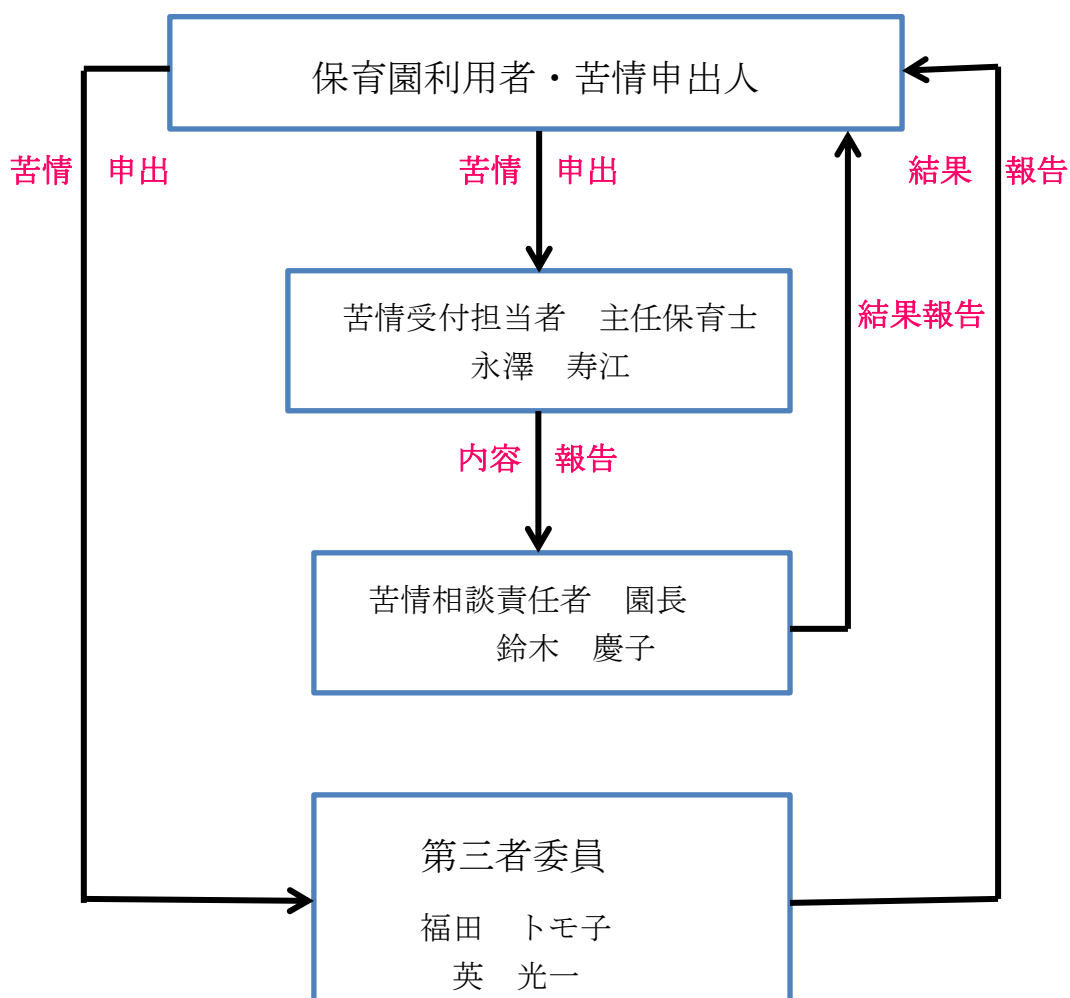 保育園利用者・苦情申出人
苦情　申出
苦情　申出
結果　報告
苦情受付担当者　主任保育士
永澤　寿江
結果報告
内容　報告
苦情相談責任者　園長
鈴木　慶子
第三者委員
福田　トモ子
英　光一